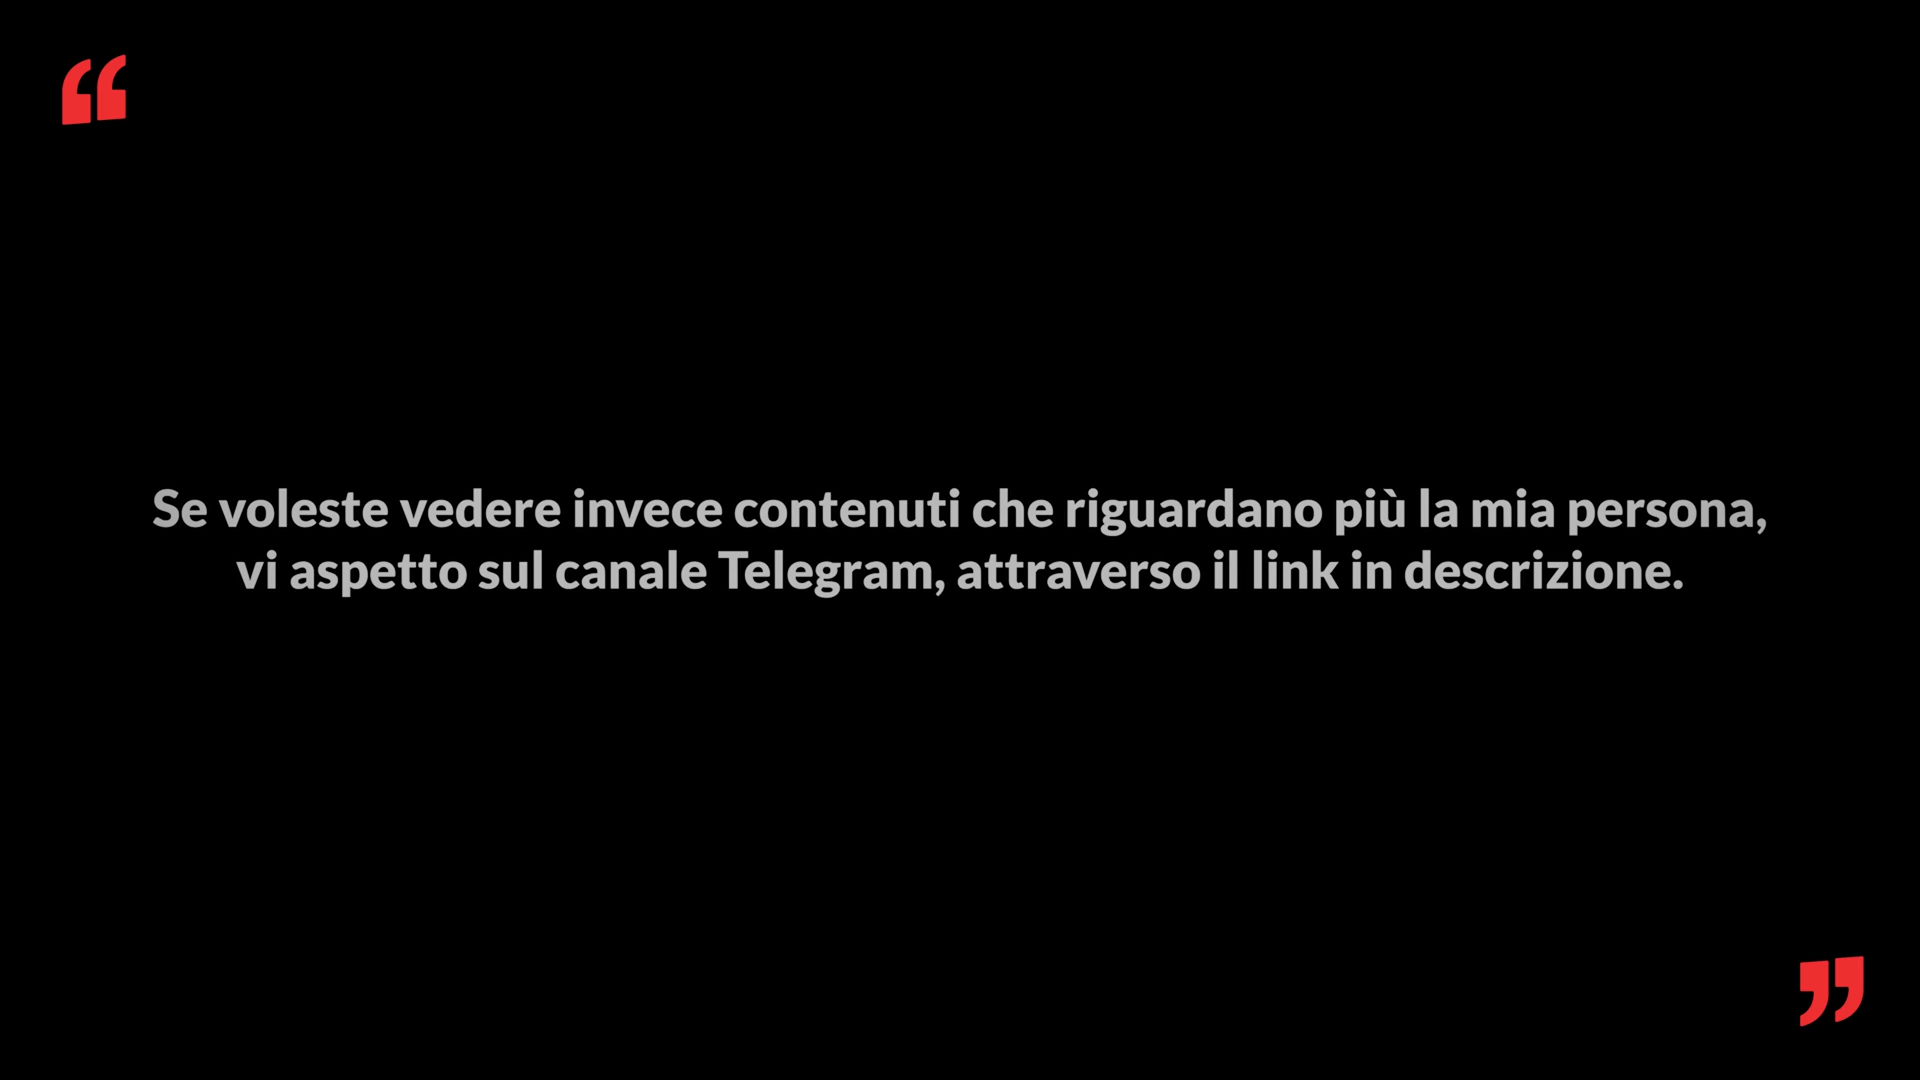 “
Se voleste vedere invece contenuti che riguardano più la mia persona,
vi aspetto sul canale Telegram, attraverso il link in descrizione.
”